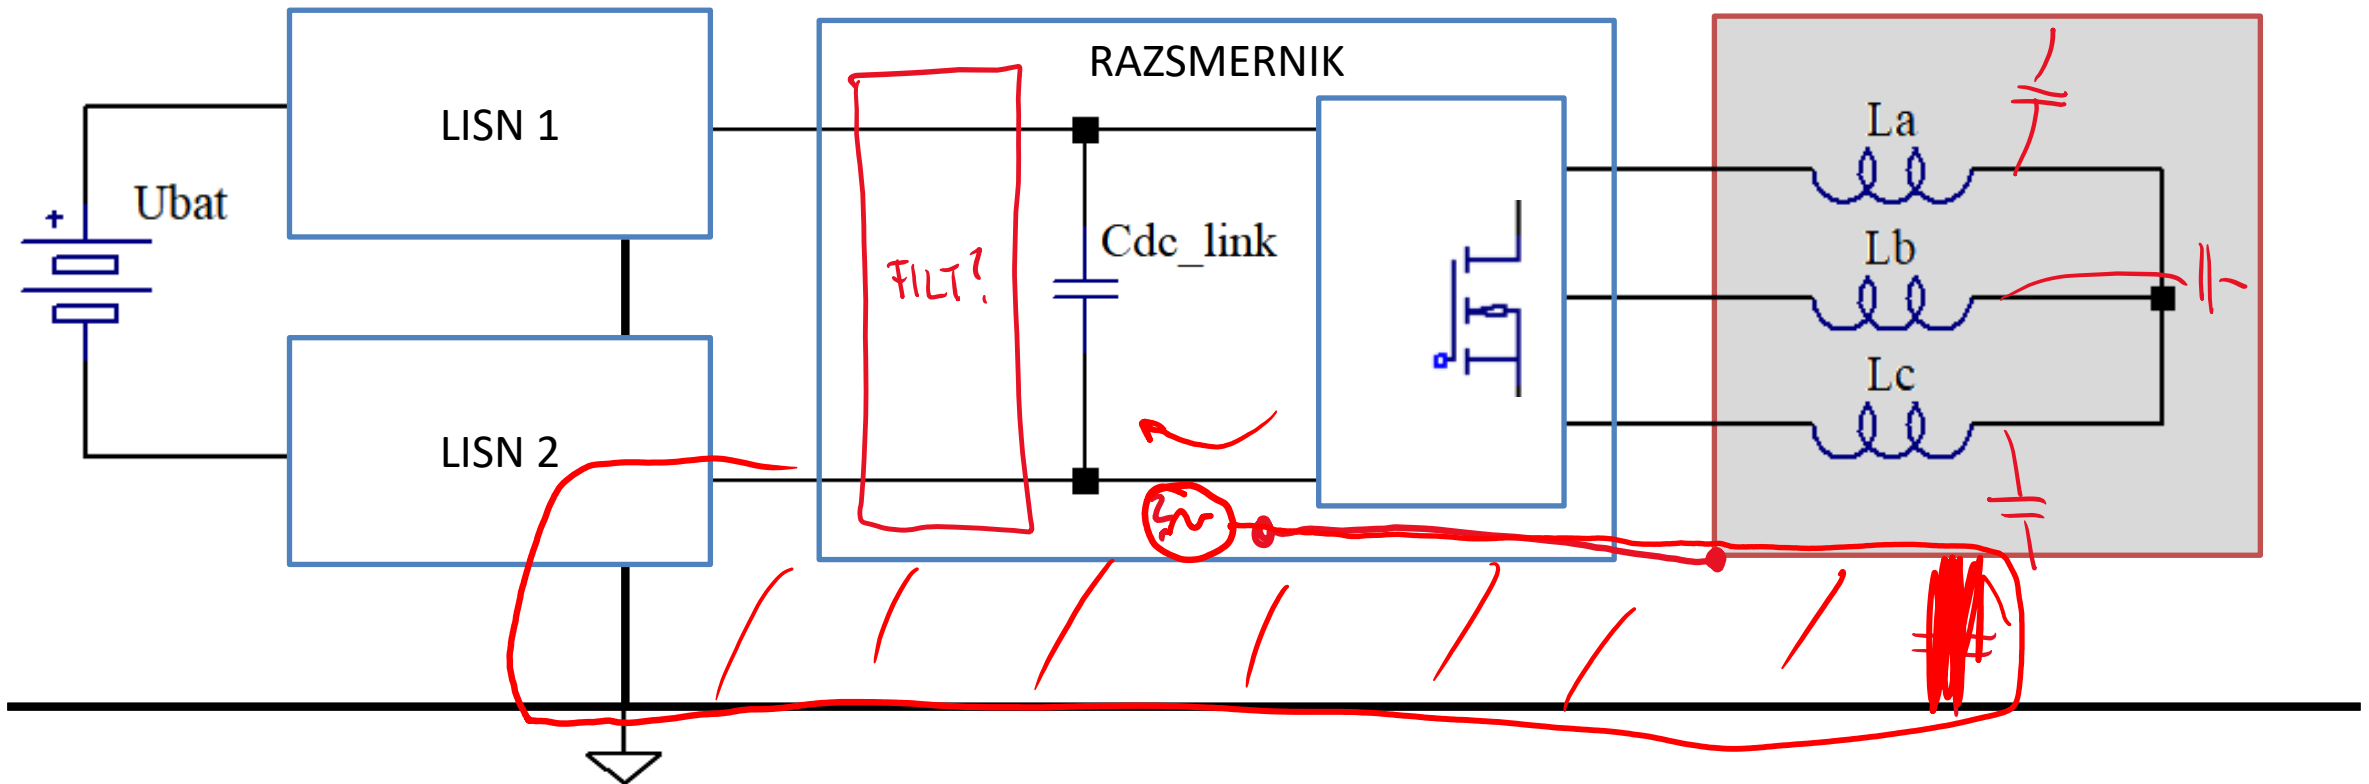 RAZSMERNIK
LISN 1
La
Ubat
+
Cdc_link
Lb
FILT?
Lc
LISN 2